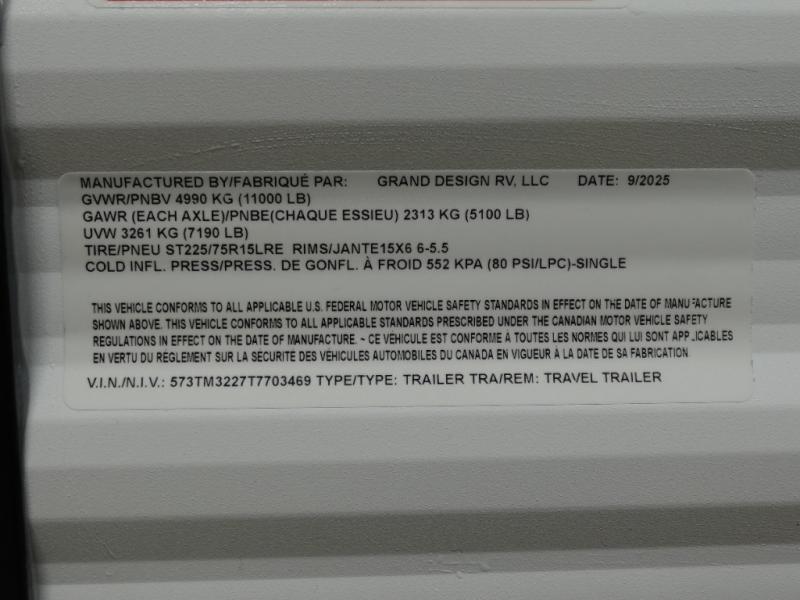 MANUFACTURED BY/FABRIQUÉ PAR: GRAND DESIGN RV, LLC DATE: 9/2025
GVWR/PNBV 4990 KG (11000 LB)
GAWR (EACH AXLE)/PNBE(CHAQUE ESSIEU) 2313 KG (5100 LB)
UVW 3261 KG (7190 LB)
TIRE/PNEU ST225/75R15LRE RIMS/JANTE15X6 6-5.5
COLD INFL. PRESS/PRESS. DE GONFL. À FROID 552 KPA (80 PSI/LPC)-SINGLE
THIS VEHICLE CONFORMS TO ALL APPLICABLE U.S. FEDERAL MOTOR VEHICLE SAFETY STANDARDS IN EFFECT ON THE DATE OF MANUFACTURE
SHOWN ABOVE. THIS VEHICLE CONFORMS TO ALL APPLICABLE STANDARDS PRESCRIBED UNDER THE CANADIAN MOTOR VEHICLE SAFETY
REGULATIONS IN EFFECT ON THE DATE OF MANUFACTURE. ~ CE VÉHICULE EST CONFORME À TOUTES LES NORMES QUI LUI SONT APPLICABLES
EN VERTU DU RÉGLEMENT SUR LA SÉCURITÉ DES VÉHICULES AUTOMOBILES DU CANADA EN VIGUEUR À LA DATE DE SA FABRICATION
V.I.N./N.I.V.: 573TM3227T7703469 TYPE/TYPE: TRAILER TRA/REM: TRAVEL TRAILER